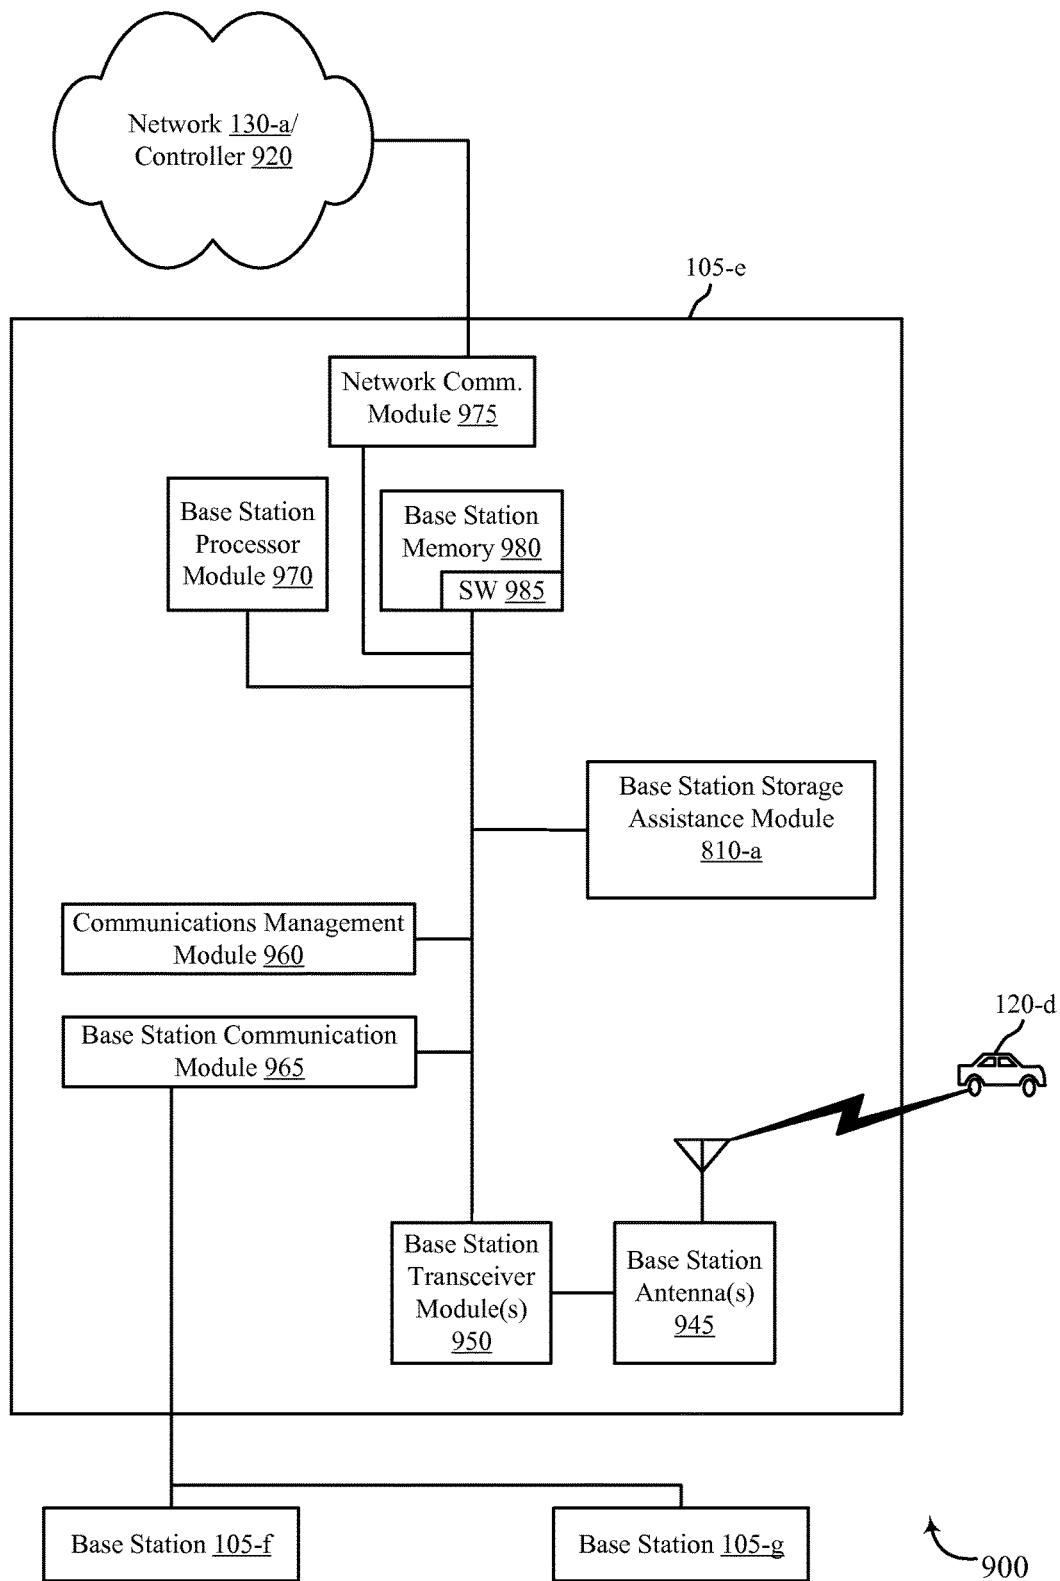 Network 130-a/
Controller 920
105-e
Network Comm.
Module 975
Base Station
Processor
Module 970
Base Station
Memory 980
SW 985
Base Station Storage
Assistance Module
810-a
Communications Management
Module 960
Base Station Communication
Module 965
120-d
Base Station
Transceiver
Module(s)
950
Base Station
Antenna(s)
945
Base Station 105-f
Base Station 105-g
900